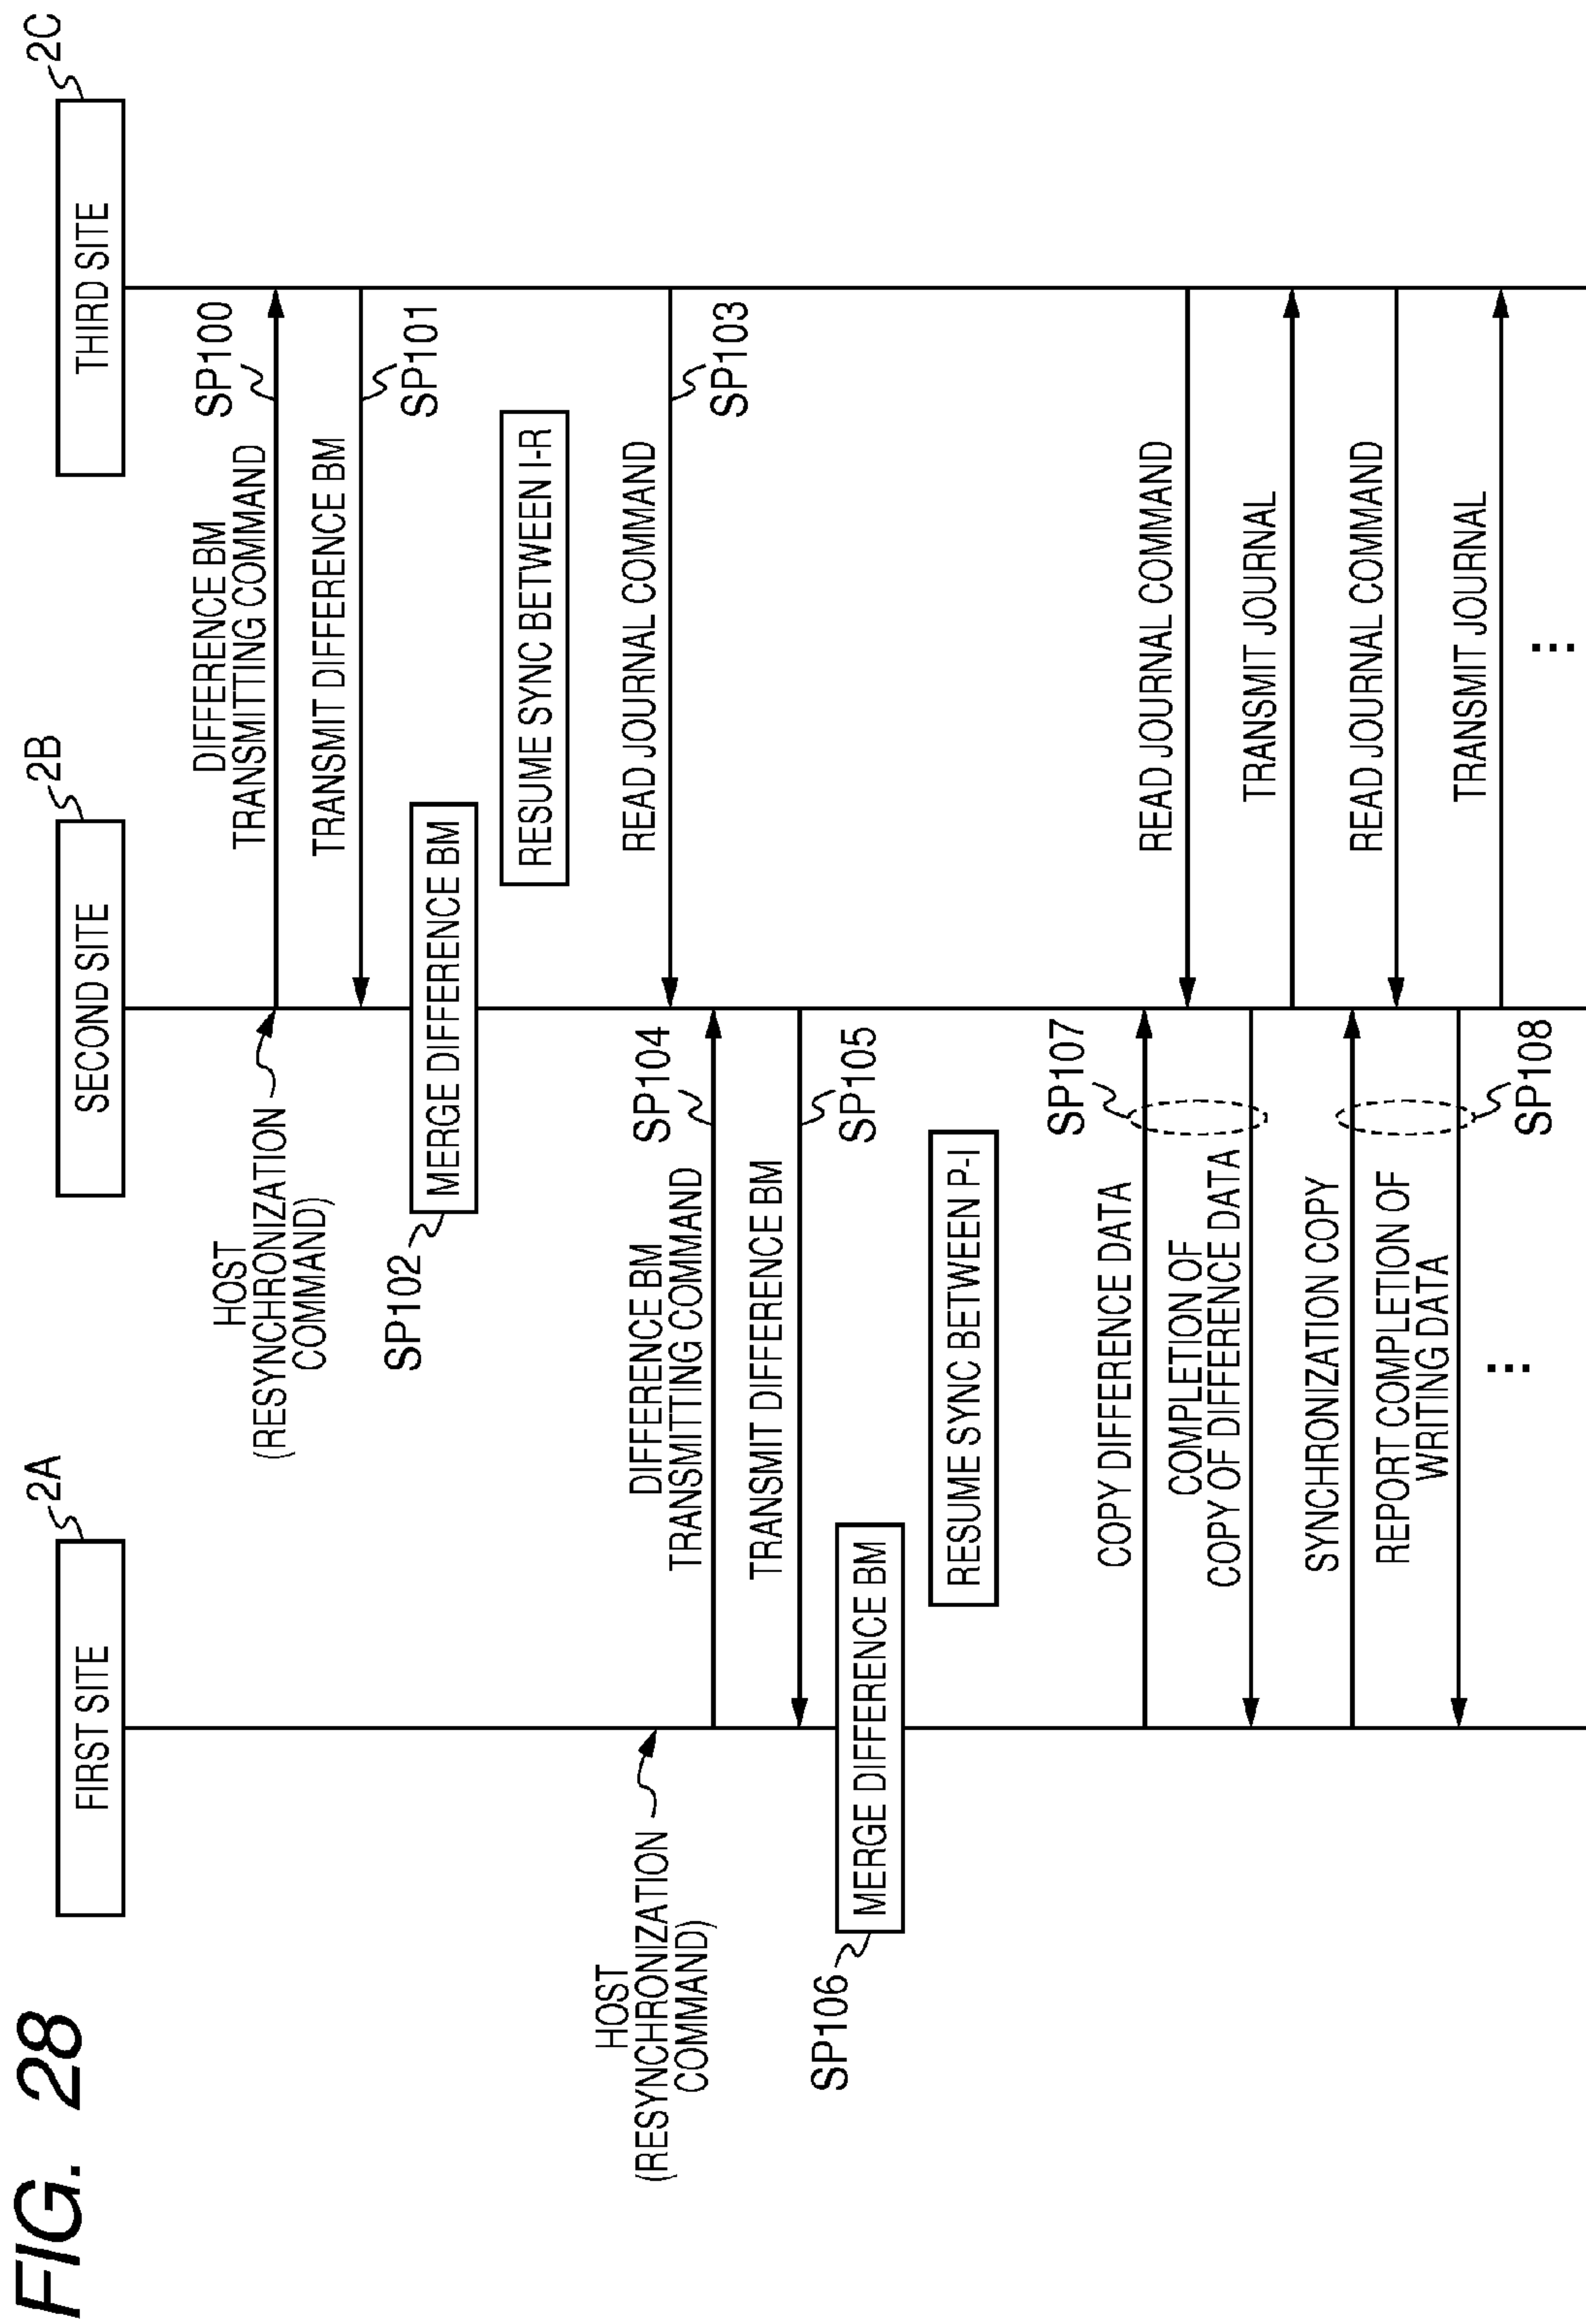 FIG. 28
FIRST SITE
2A
SECOND SITE
2B
THIRD SITE
2C
HOST
(RESYNCHRONIZATION
COMMAND)
DIFFERENCE BM
TRANSMITTING COMMAND
SP100
TRANSMIT DIFFERENCE BM
SP101
SP102
MERGE DIFFERENCE BM
RESUME SYNC BETWEEN I-R
READ JOURNAL COMMAND
SP103
HOST
(RESYNCHRONIZATION
COMMAND)
DIFFERENCE BM
TRANSMITTING COMMAND
SP104
TRANSMIT DIFFERENCE BM
SP105
SP106
MERGE DIFFERENCE BM
RESUME SYNC BETWEEN P-I
COPY DIFFERENCE DATA
SP107
READ JOURNAL COMMAND
COMPLETION OF
COPY OF DIFFERENCE DATA
TRANSMIT JOURNAL
SYNCHRONIZATION COPY
READ JOURNAL COMMAND
REPORT COMPLETION OF
WRITING DATA
SP108
TRANSMIT JOURNAL
...
...